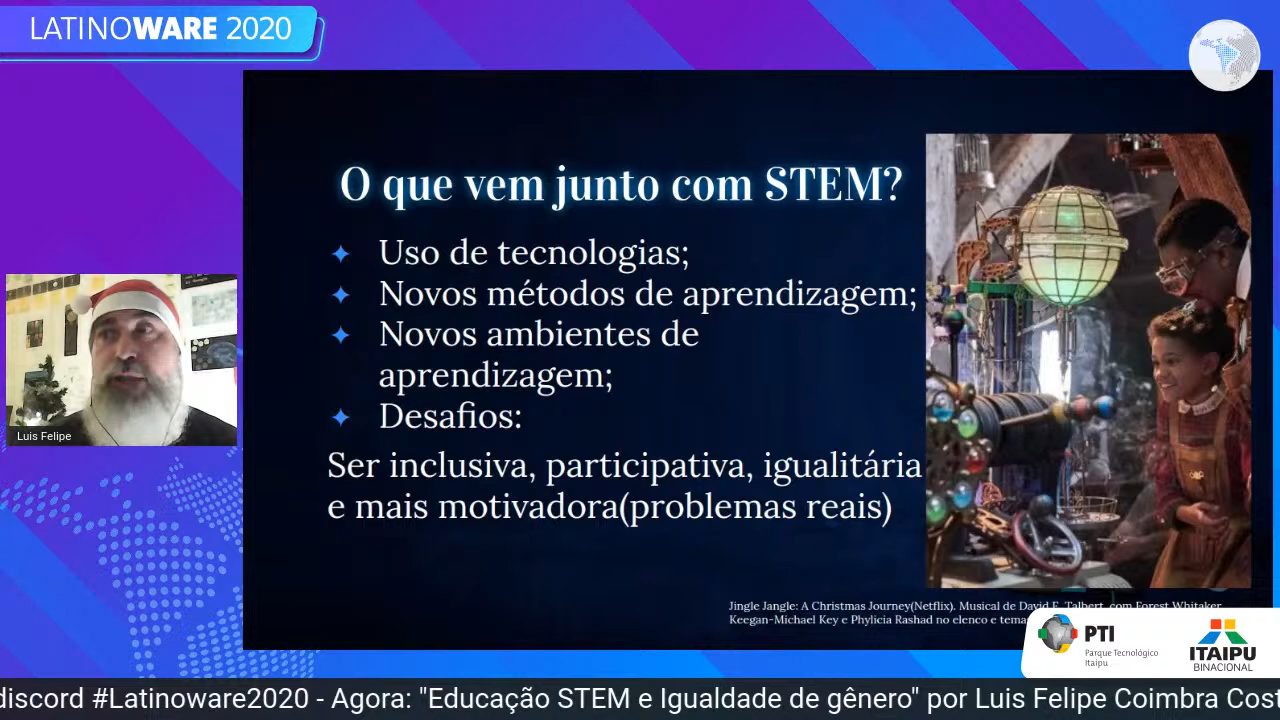 LATINOWARE 2020
O que vem junto com STEM?
Uso de tecnologias;
Novos métodos de aprendizagem;
Novos ambientes de
aprendizagem;
Desafios:
Ser inclusiva, participativa, igualitária
e mais motivadora(problemas reais)
Luis Felipe
Jingle Jangle: A Christmas Journey(Netflix). Musical de David E. Talbert, com Forest Whitaker,
Keegan-Michael Key e Phylicia Rashad no elenco e
PTI
Parque Tecnológico
Itaipu
ITAIPU
BINACIONAL
discord #Latinoware2020 - Agora: "Educação STEM e Igualdade de gênero" por Luis Felipe Coimbra Cost